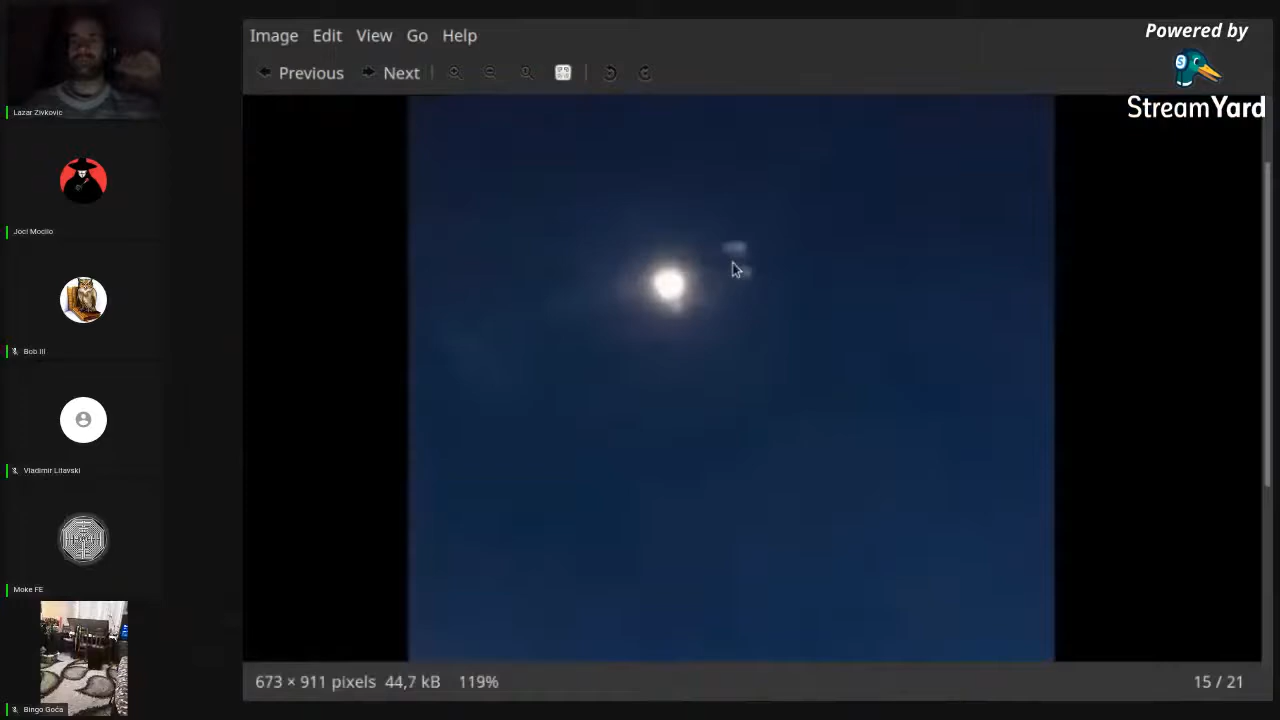 Image Edit View Go Help
Previous Next
Powered by
StreamYard
Lazar Zivkovic
Joci Mocilo
Bob III
Vladimir Litavski
Moke FE
Bingo Goca
673 × 911 pixels 44,7 kB 119%
15 / 21